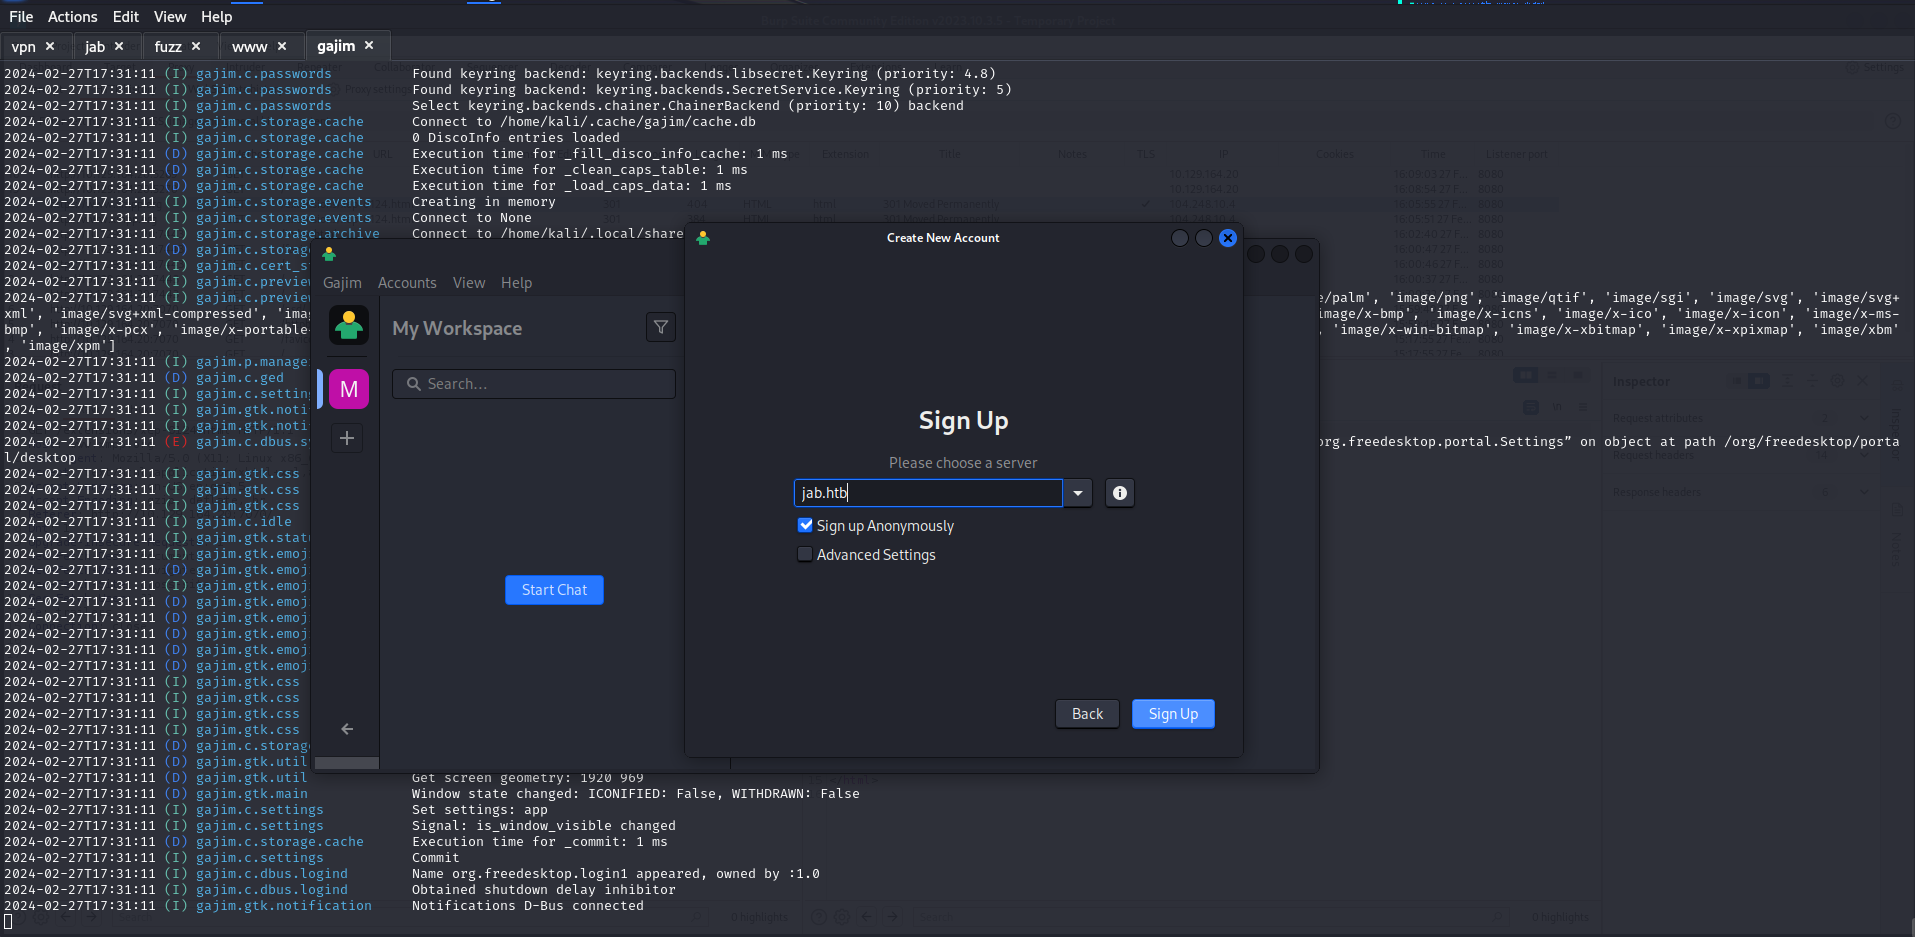 File Actions Edit View Help
vpn × jab × fuzz × www × gajim ×
2024-02-27T17:31:11 (I) gajim.c.passwords Found keyring backend: keyring.backends.libsecret.Keyring (priority: 4.8)
2024-02-27T17:31:11 (I) gajim.c.passwords Found keyring backend: keyring.backends.SecretService.Keyring (priority: 5)
2024-02-27T17:31:11 (I) gajim.c.passwords Select keyring.backends.chainer.ChainerBackend (priority: 10) backend
2024-02-27T17:31:11 (I) gajim.c.storage.cache Connect to /home/kali/.cache/gajim/cache.db
2024-02-27T17:31:11 (I) gajim.c.storage.cache 0 DiscoInfo entries loaded
2024-02-27T17:31:11 (D) gajim.c.storage.cache Execution time for _fill_disco_info_cache: 1 ms
2024-02-27T17:31:11 (D) gajim.c.storage.cache Execution time for _clean_caps_table: 1 ms
2024-02-27T17:31:11 (D) gajim.c.storage.cache Execution time for _load_caps_data: 1 ms
2024-02-27T17:31:11 (I) gajim.c.storage.events Creating in memory
2024-02-27T17:31:11 (I) gajim.c.storage.events Connect to None
2024-02-27T17:31:11 (I) gajim.c.storage.archive Connect to /home/kali/.local/share
2024-02-27T17:31:11 (D) gajim.c.storag
2024-02-27T17:31:11 (I) gajim.c.cert_s
2024-02-27T17:31:11 (I) gajim.c.previe
2024-02-27T17:31:11 (I) gajim.c.previe e/palm', 'image/png', 'image/qtif', 'image/sgi', 'image/svg', 'image/svg+
xml', 'image/svg+xml-compressed', 'imag image/x-bmp', 'image/x-icns', 'image/x-ico', 'image/x-icon', 'image/x-ms-
bmp', 'image/x-pcx', 'image/x-portable- , 'image/x-win-bitmap', 'image/x-xbitmap', 'image/x-xpixmap', 'image/xbm'
, 'image/xpm']
2024-02-27T17:31:11 (I) gajim.p.manage
2024-02-27T17:31:11 (D) gajim.c.ged
2024-02-27T17:31:11 (I) gajim.c.settin
2024-02-27T17:31:11 (I) gajim.gtk.noti
2024-02-27T17:31:11 (I) gajim.gtk.noti
2024-02-27T17:31:11 (E) gajim.c.dbus.s org.freedesktop.portal.Settings” on object at path /org/freedesktop/porta
l/desktop
2024-02-27T17:31:11 (I) gajim.gtk.css
2024-02-27T17:31:11 (I) gajim.gtk.css
2024-02-27T17:31:11 (I) gajim.gtk.css
2024-02-27T17:31:11 (I) gajim.c.idle
2024-02-27T17:31:11 (I) gajim.gtk.statu
2024-02-27T17:31:11 (I) gajim.gtk.emoj
2024-02-27T17:31:11 (D) gajim.gtk.emoj
2024-02-27T17:31:11 (I) gajim.gtk.emoj
2024-02-27T17:31:11 (D) gajim.gtk.emoj
2024-02-27T17:31:11 (D) gajim.gtk.emoj
2024-02-27T17:31:11 (D) gajim.gtk.emoj
2024-02-27T17:31:11 (D) gajim.gtk.emoj
2024-02-27T17:31:11 (D) gajim.gtk.emoj
2024-02-27T17:31:11 (I) gajim.gtk.css
2024-02-27T17:31:11 (I) gajim.gtk.css
2024-02-27T17:31:11 (I) gajim.gtk.css
2024-02-27T17:31:11 (I) gajim.gtk.css
2024-02-27T17:31:11 (D) gajim.c.storag
2024-02-27T17:31:11 (D) gajim.gtk.util
2024-02-27T17:31:11 (D) gajim.gtk.util Get screen geometry: 1920 969
2024-02-27T17:31:11 (D) gajim.gtk.main Window state changed: ICONIFIED: False, WITHDRAWN: False
2024-02-27T17:31:11 (I) gajim.c.settings Set settings: app
2024-02-27T17:31:11 (I) gajim.c.settings Signal: is_window_visible changed
2024-02-27T17:31:11 (D) gajim.c.storage.cache Execution time for _commit: 1 ms
2024-02-27T17:31:11 (I) gajim.c.settings Commit
2024-02-27T17:31:11 (I) gajim.c.dbus.logind Name org.freedesktop.login1 appeared, owned by :1.0
2024-02-27T17:31:11 (I) gajim.c.dbus.logind Obtained shutdown delay inhibitor
2024-02-27T17:31:11 (I) gajim.gtk.notification Notifications D-Bus connected
Gajim Accounts View Help
My Workspace
M
Search...
Start Chat
Create New Account
Sign Up
Please choose a server
jab.htb
Sign up Anonymously
Advanced Settings
Back Sign Up
Inspector
Request attributes
Request headers
Response headers
0 highlights
0 highlights